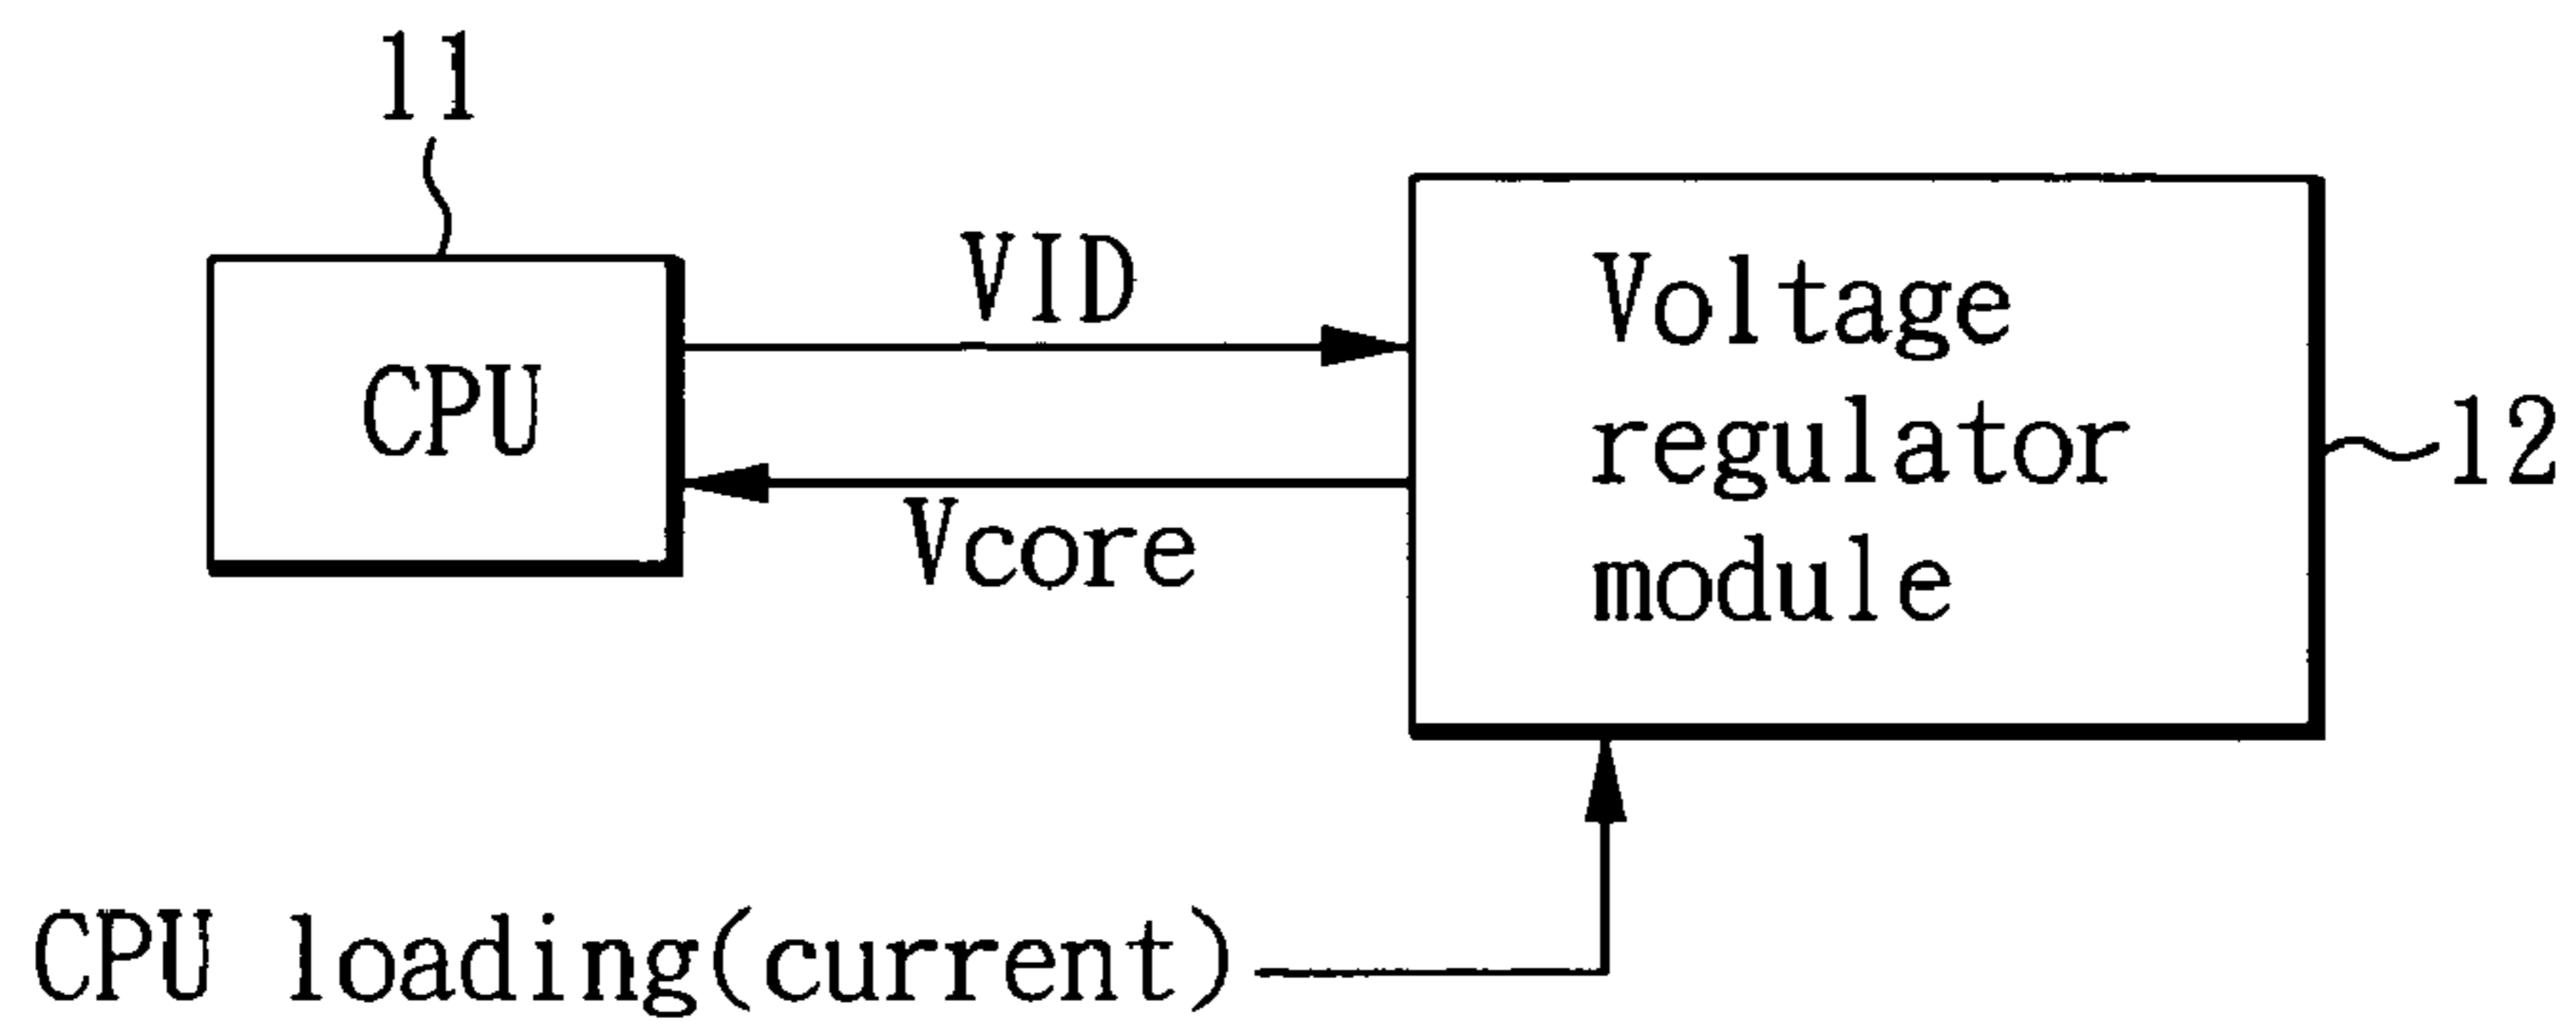 11
VID
CPU
Vcore
Voltage
regulator
module
12
CPU loading(current)